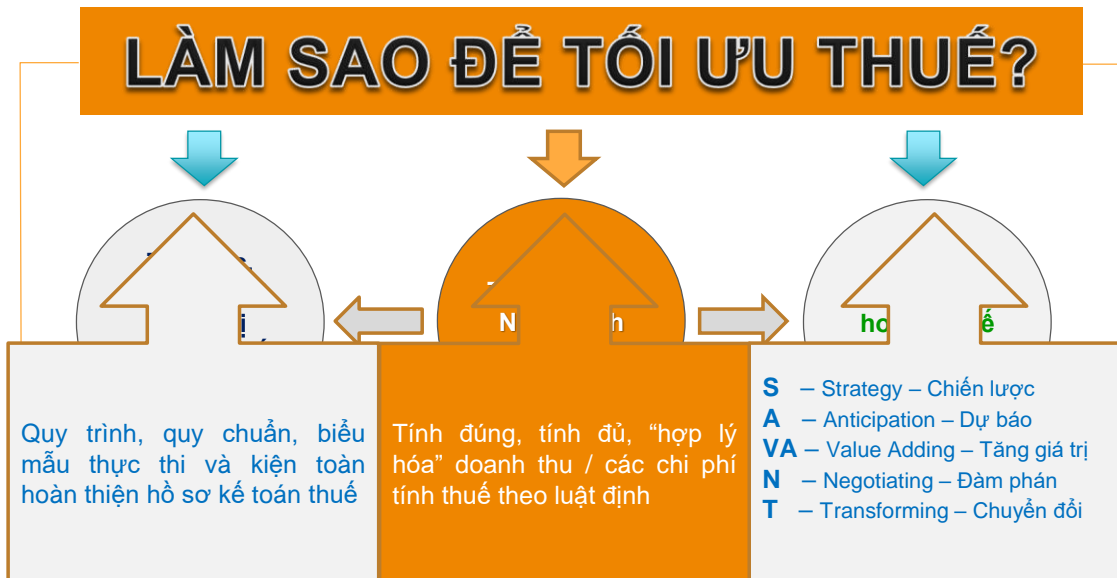 LÀM SAO ĐỂ TỐI ƯU THUẾ?
Quy trình, quy chuẩn, biểu
mẫu thực thi và kiện toàn
hoàn thiện hồ sơ kế toán thuế
Tính đúng, tính đủ, “hợp lý
hóa” doanh thu / các chi phí
tính thuế theo luật định
S – Strategy – Chiến lược
A – Anticipation – Dự báo
VA – Value Adding – Tăng giá trị
N – Negotiating – Đàm phán
T – Transforming – Chuyển đổi